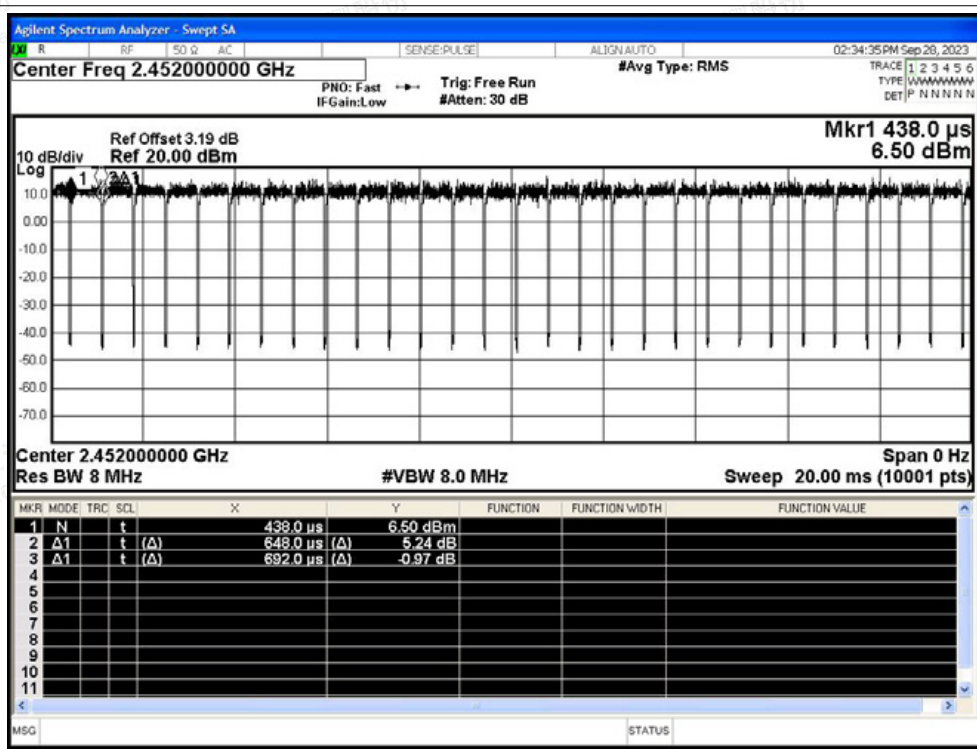 Agilent Spectrum Analyzer - Swept SA
R RF 50 Ω AC SENSE:PULSE ALIGN AUTO 02:34:35 PM Sep 28, 2023
Center Freq 2.452000000 GHz #Avg Type: RMS TRACE 1 2 3 4 5 6
PNO: Fast Trig: Free Run TYPE WWWWWW
IFGain:Low #Atten: 30 dB DET P N N N N N
Mkr1 438.0 µs
Ref Offset 3.19 dB
10 dB/div Ref 20.00 dBm 6.50 dBm
Log
1 3Δ1
10.0
0.00
-10.0
-20.0
-30.0
-40.0
-50.0
-60.0
-70.0
Center 2.452000000 GHz Span 0 Hz
Res BW 8 MHz #VBW 8.0 MHz Sweep 20.00 ms (10001 pts)
MKR MODE TRC SCL X Y FUNCTION FUNCTION WIDTH FUNCTION VALUE
1 N t 438.0 µs 6.50 dBm
2 Δ1 t (Δ) 648.0 µs (Δ) 5.24 dB
3 Δ1 t (Δ) 692.0 µs (Δ) -0.97 dB
4
5
6
7
8
9
10
11
MSG STATUS